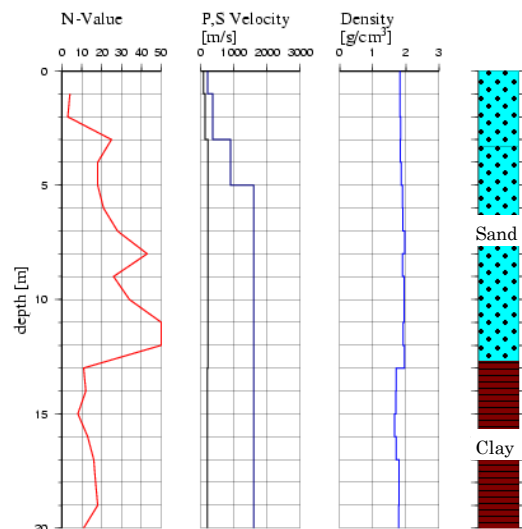 N-Value
P,S Velocity
[m/s]
Density
[g/cm³]
0 10 20 30 40 50
0 1000 2000 3000
0 1 2 3
0
5
10
15
20
depth [m]
Sand
Clay